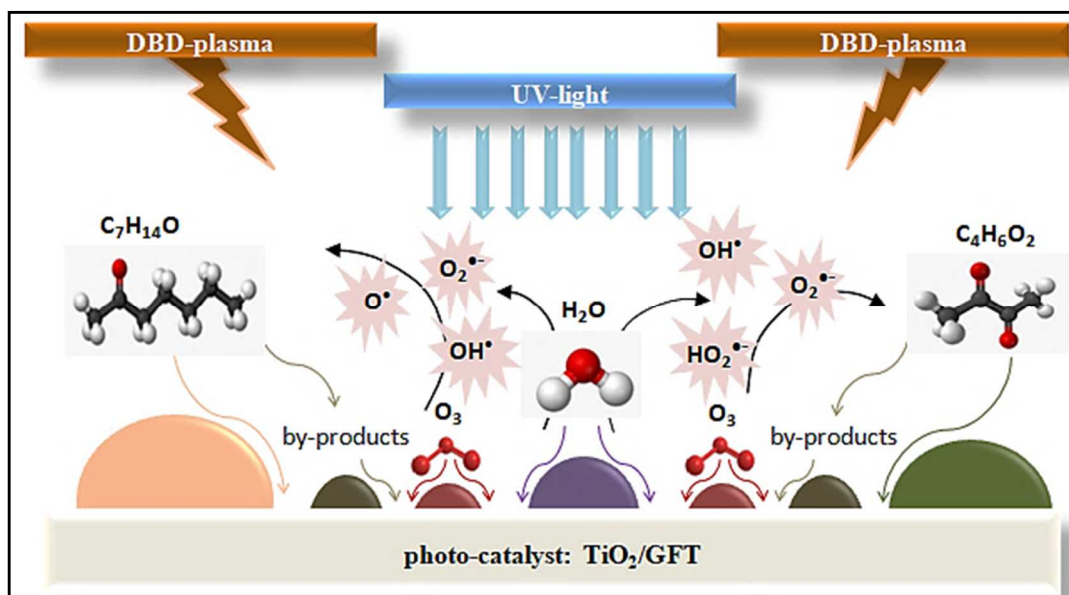 DBD-plasma
DBD-plasma
UV-light
C₇H₁₄O
C₄H₆O₂
OH•
O₂•−
O₂•−
O•
H₂O
OH•
HO₂•−
O₃
O₃
by-products
by-products
photo-catalyst: TiO₂/GFT